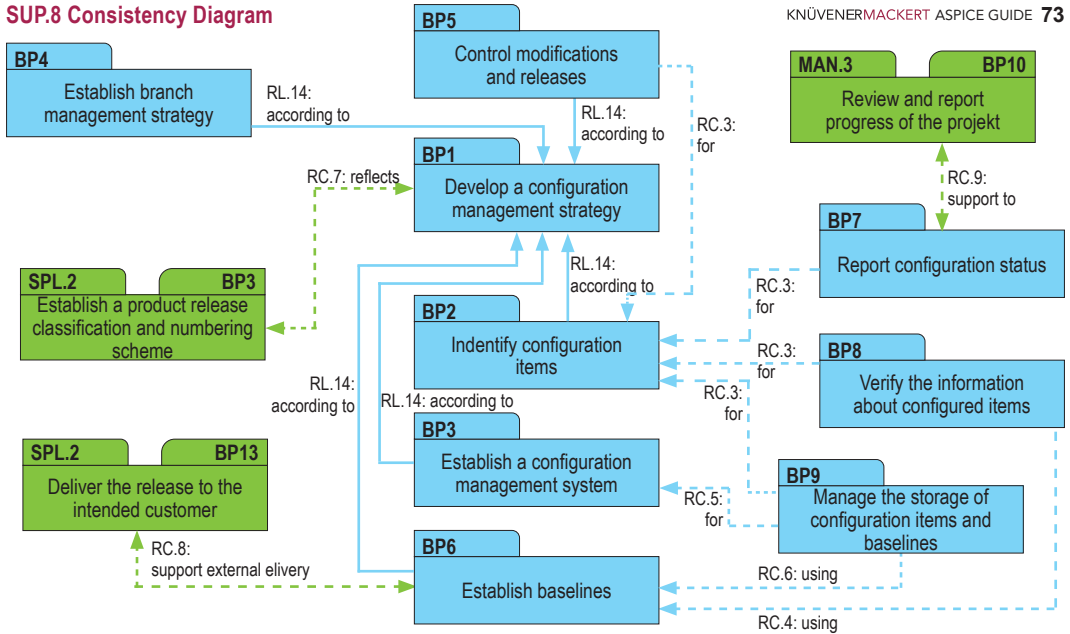 SUP.8 Consistency Diagram
KNÜVENERMACKERT ASPICE GUIDE 73
BP4
Establish branch
management strategy
RL.14:
according to
BP5
Control modifications
and releases
RL.14:
according to
RC.3:
for
MAN.3
BP10
Review and report
progress of the projekt
RC.9:
support to
BP1
Develop a configuration
management strategy
RC.7: reflects
SPL.2
BP3
Establish a product release
classification and numbering
scheme
RL.14:
according to
BP7
Report configuration status
RC.3:
for
BP2
Indentify configuration
items
RC.3:
for
BP8
Verify the information
about configured items
RL.14:
according to
RL.14: according to
RC.3:
for
BP3
Establish a configuration
management system
SPL.2
BP13
Deliver the release to the
intended customer
RC.5:
for
BP9
Manage the storage of
configuration items and
baselines
RC.8:
support external elivery
BP6
Establish baselines
RC.6: using
RC.4: using